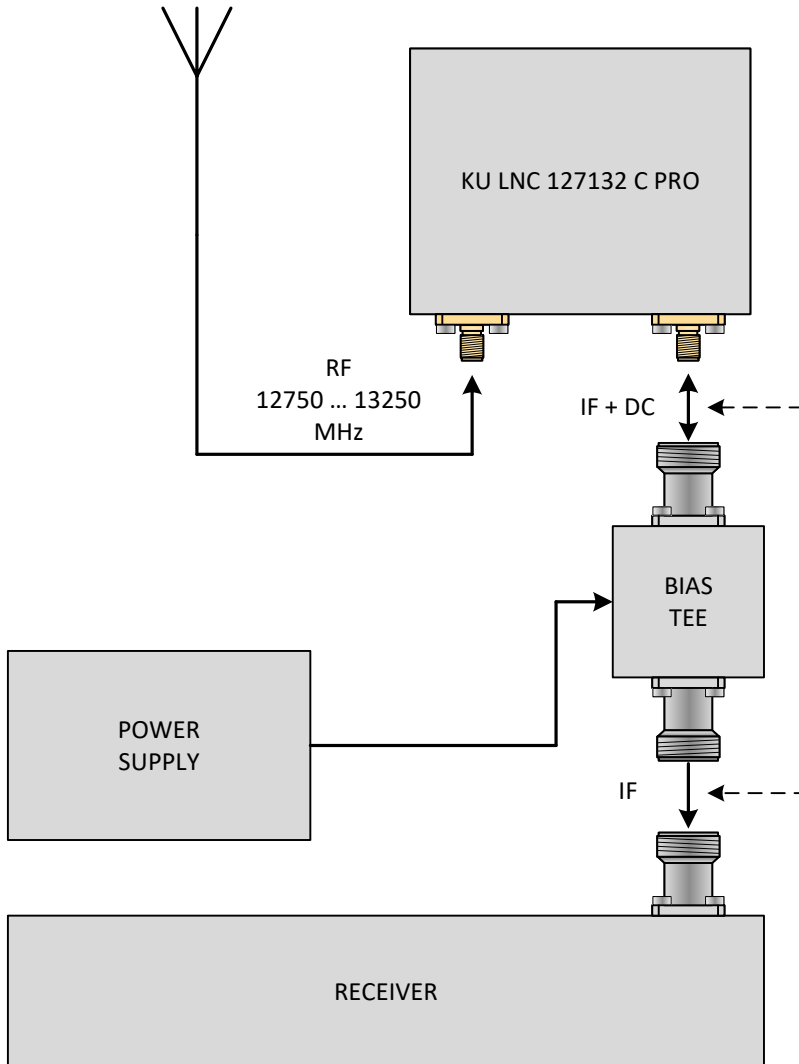 KU LNC 127132 C PRO
RF
12750 ... 13250
MHz
IF + DC
BIAS
TEE
POWER
SUPPLY
IF
RECEIVER